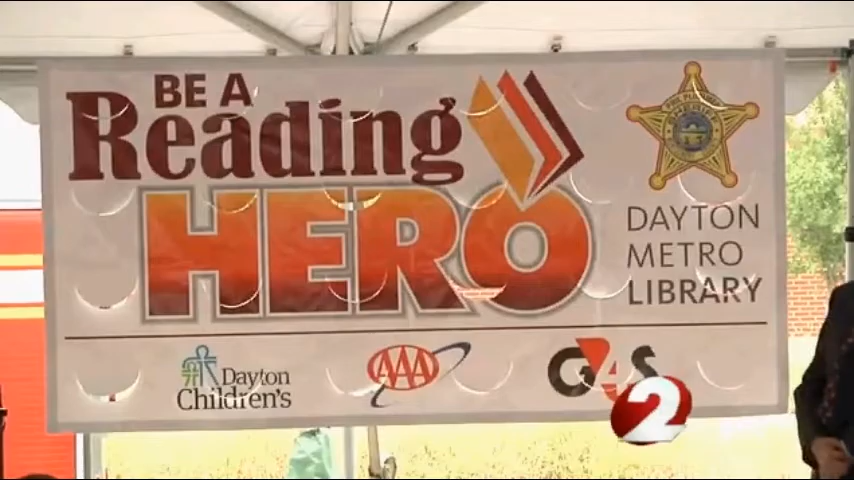 BE A
Reading
HERO
DAYTON
METRO
LIBRARY
Dayton
Children's
AAA
G4S
2